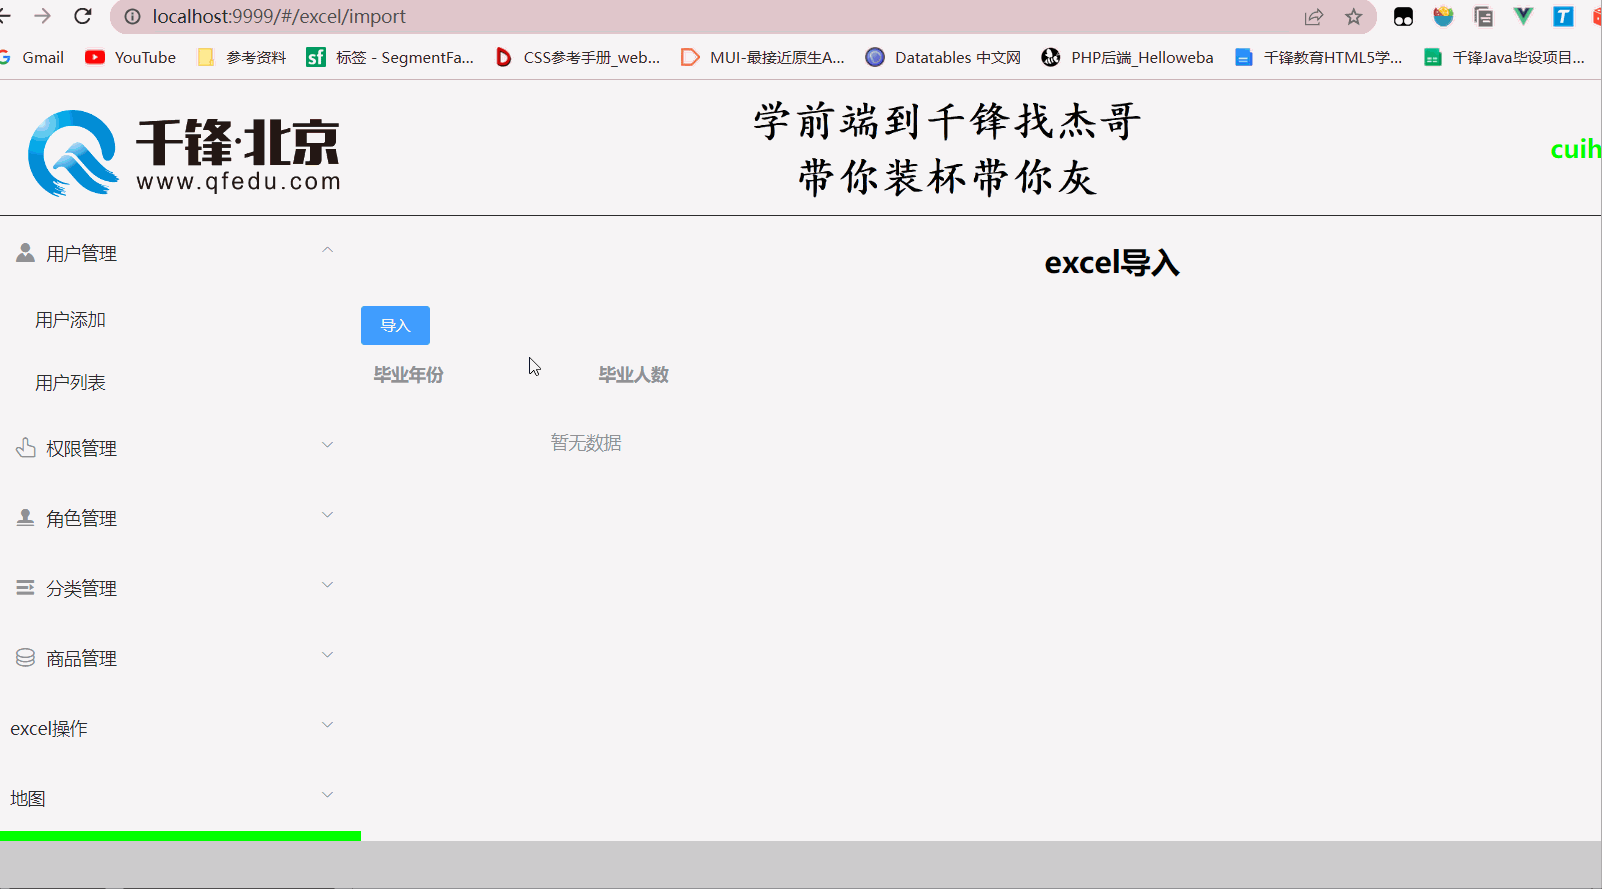 localhost:9999/#/excel/import
Gmail YouTube 参考资料 标签 - SegmentFa... CSS参考手册_web... MUI-最接近原生A... Datatables 中文网 PHP后端_Helloweba 千锋教育HTML5学... 千锋Java毕设项目...
千锋·北京
www.qfedu.com
学前端到千锋找杰哥
带你装杯带你灰
cuih
用户管理
用户添加
用户列表
权限管理
角色管理
分类管理
商品管理
excel操作
地图
excel导入
导入
毕业年份 毕业人数
暂无数据